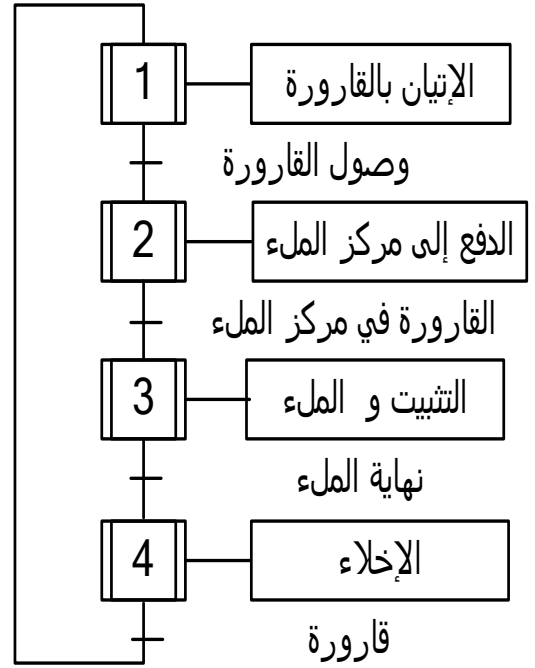 1
الإتيان بالقارورة
وصول القارورة
2
الدفع إلى مركز الملء
القارورة في مركز الملء
3
التثبيت و الملء
نهاية الملء
4
الإخلاء
قارورة